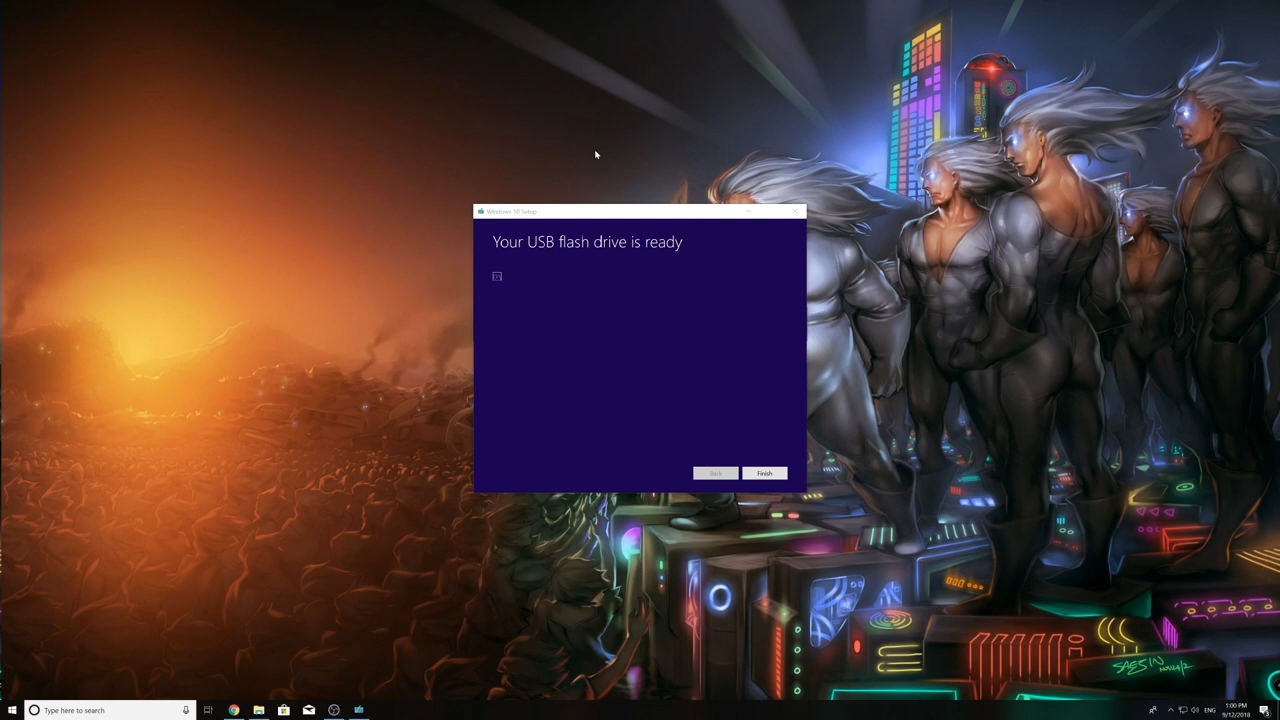 Windows 10 Setup
Your USB flash drive is ready
Back
Finish
SAESIN
Type here to search
ENG
1:00 PM
9/12/2018